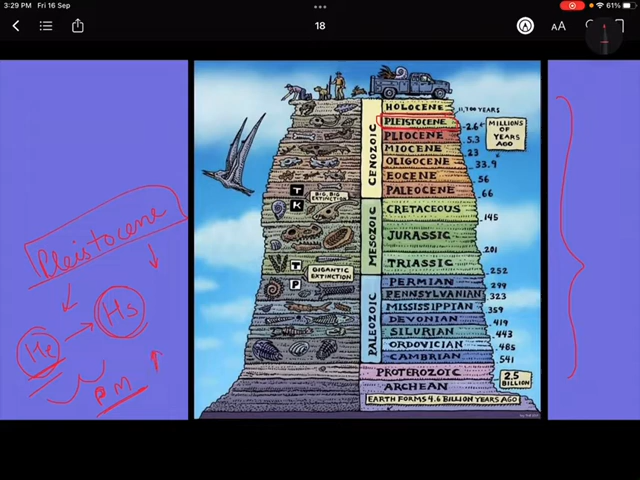 3:29 PM Fri 16 Sep
61%
18
AA
HOLOCENE
11,700 YEARS
PLEISTOCENE
2.6
MILLIONS OF YEARS AGO
PLIOCENE
5.3
MIOCENE
23
OLIGOCENE
33.9
EOCENE
56
PALEOCENE
66
CENOZOIC
T
K
BIG, BIG EXTINCTION
CRETACEOUS
145
JURASSIC
201
TRIASSIC
252
MESOZOIC
T
P
GIGANTIC EXTINCTION
PERMIAN
299
PENNSYLVANIAN
323
MISSISSIPPIAN
359
DEVONIAN
419
SILURIAN
443
ORDOVICIAN
485
CAMBRIAN
541
PALEOZOIC
PROTEROZOIC
2.5 BILLION
ARCHEAN
EARTH FORMS 4.6 BILLION YEARS AGO
Pleistocene
He
Hs
BM